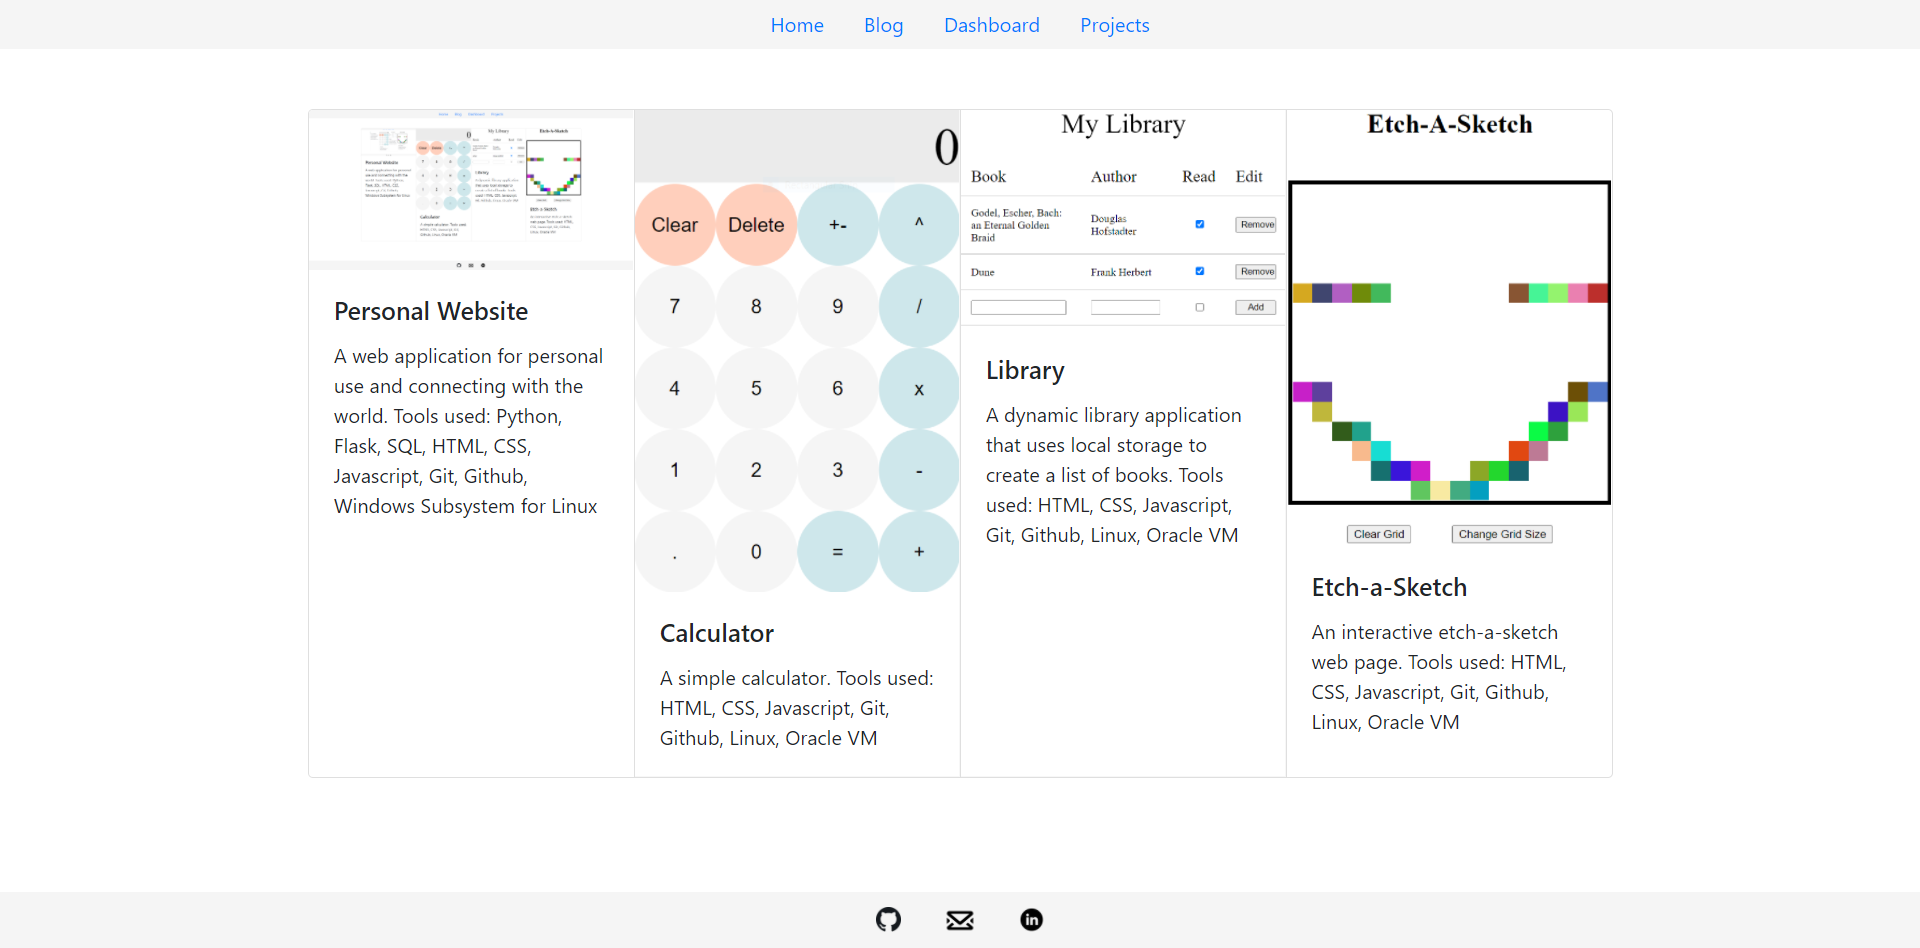 Home Blog Dashboard Projects
Personal Website
A web application for personal
use and connecting with the
world. Tools used: Python,
Flask, SQL, HTML, CSS,
Javascript, Git, Github,
Windows Subsystem for Linux
0
Clear Delete +- ^
7 8 9 /
4 5 6 x
1 2 3 -
. 0 = +
Calculator
A simple calculator. Tools used:
HTML, CSS, Javascript, Git,
Github, Linux, Oracle VM
My Library
Book Author Read Edit
Godel, Escher, Bach:
an Eternal Golden
Braid
Douglas
Hofstadter
Remove
Dune Frank Herbert Remove
Add
Library
A dynamic library application
that uses local storage to
create a list of books. Tools
used: HTML, CSS, Javascript,
Git, Github, Linux, Oracle VM
Etch-A-Sketch
Clear Grid Change Grid Size
Etch-a-Sketch
An interactive etch-a-sketch
web page. Tools used: HTML,
CSS, Javascript, Git, Github,
Linux, Oracle VM
in